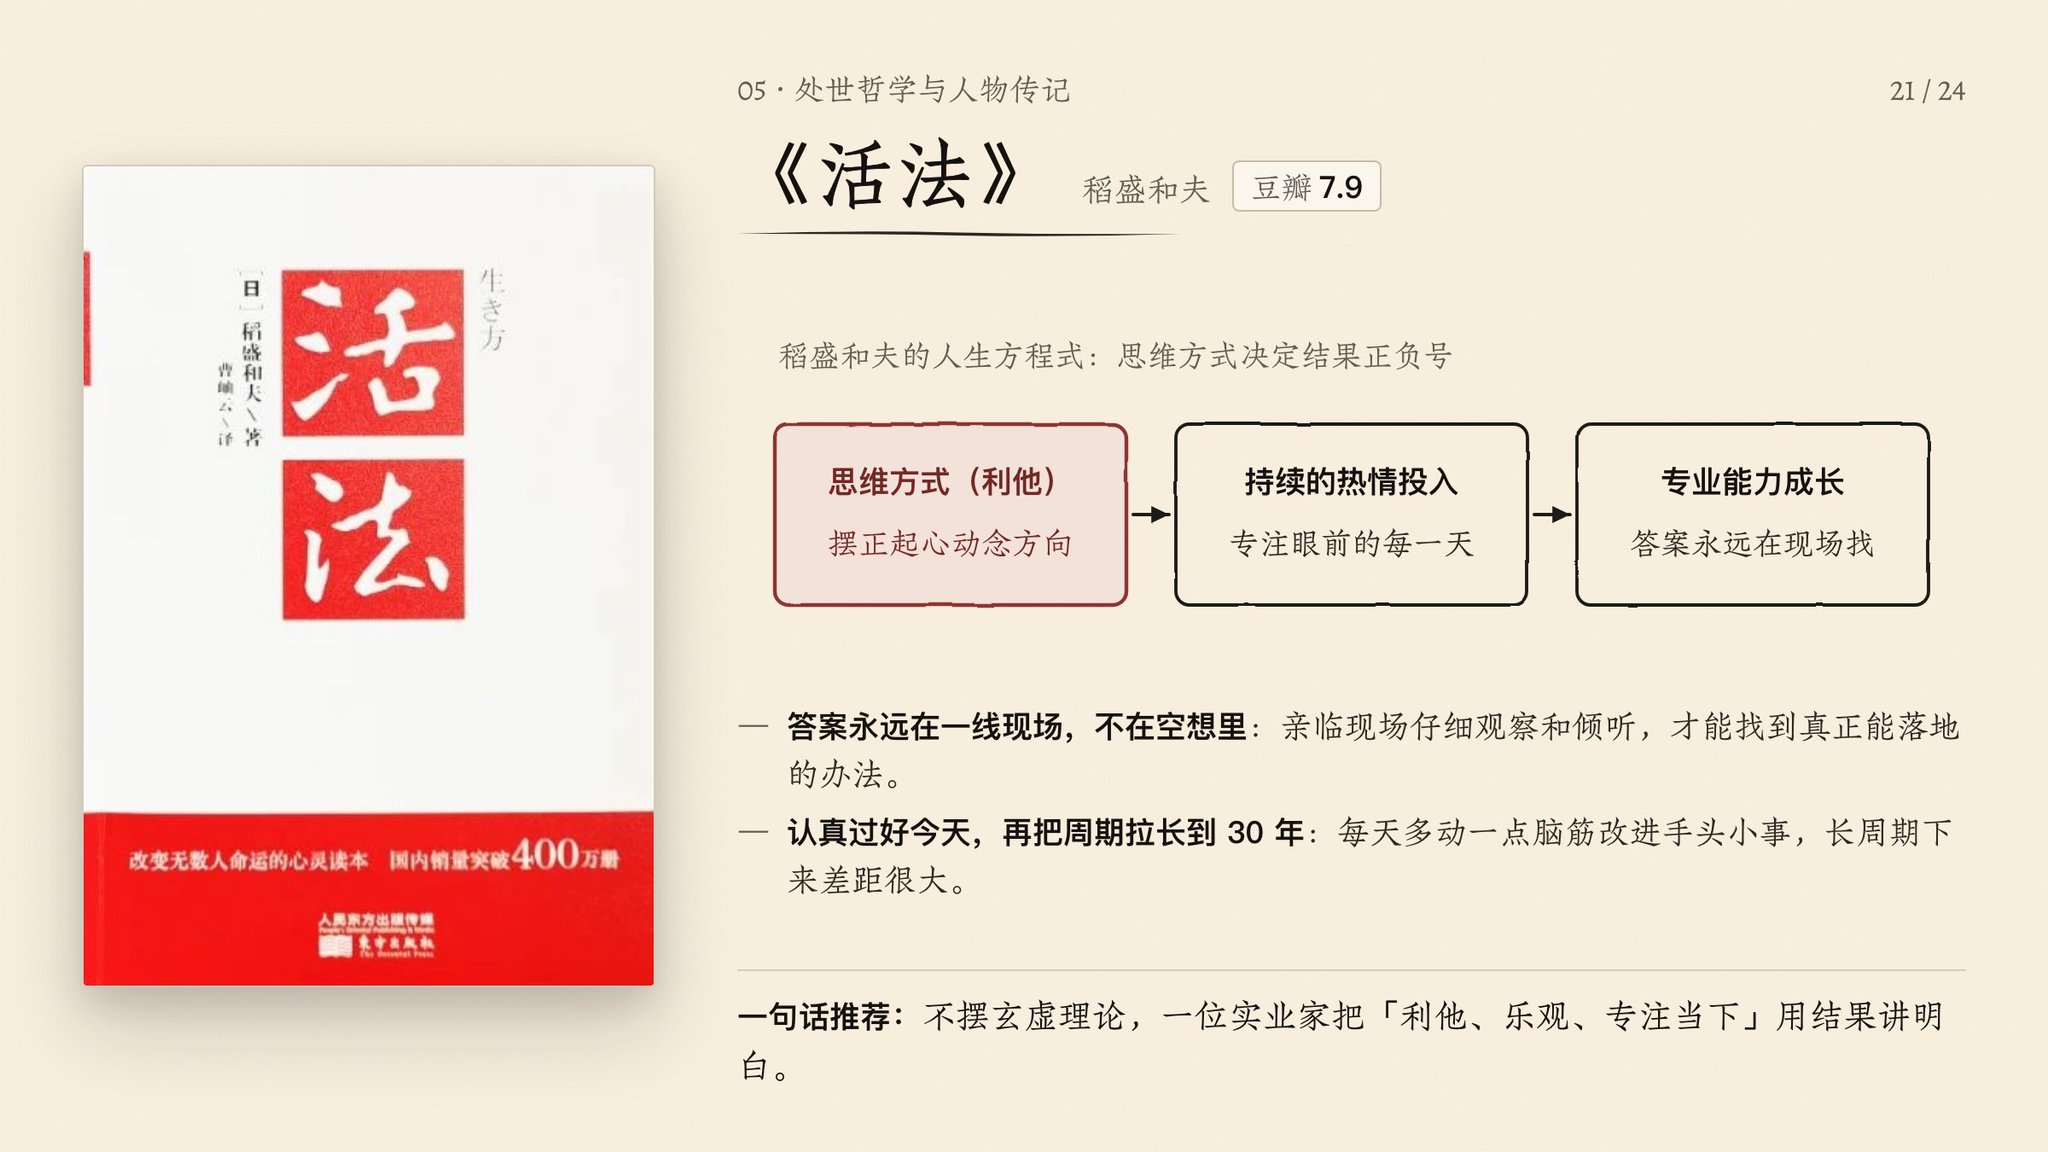 05 · 处世哲学与人物传记
21 / 24
《活法》
稻盛和夫
豆瓣 7.9
生き方
活法
[日] 稻盛和夫\著
曹岫云\译
改变无数人命运的心灵读本 国内销量突破400万册
人民东方出版传媒
People's Oriental Publishing & Media
东方出版社
The Oriental Press
稻盛和夫的人生方程式：思维方式决定结果正负号
思维方式（利他）
摆正起心动念方向
持续的热情投入
专注眼前的每一天
专业能力成长
答案永远在现场找
— 答案永远在一线现场，不在空想里：亲临现场仔细观察和倾听，才能找到真正能落地
的办法。
— 认真过好今天，再把周期拉长到 30 年：每天多动一点脑筋改进手头小事，长周期下
来差距很大。
一句话推荐：不摆玄虚理论，一位实业家把「利他、乐观、专注当下」用结果讲明
白。